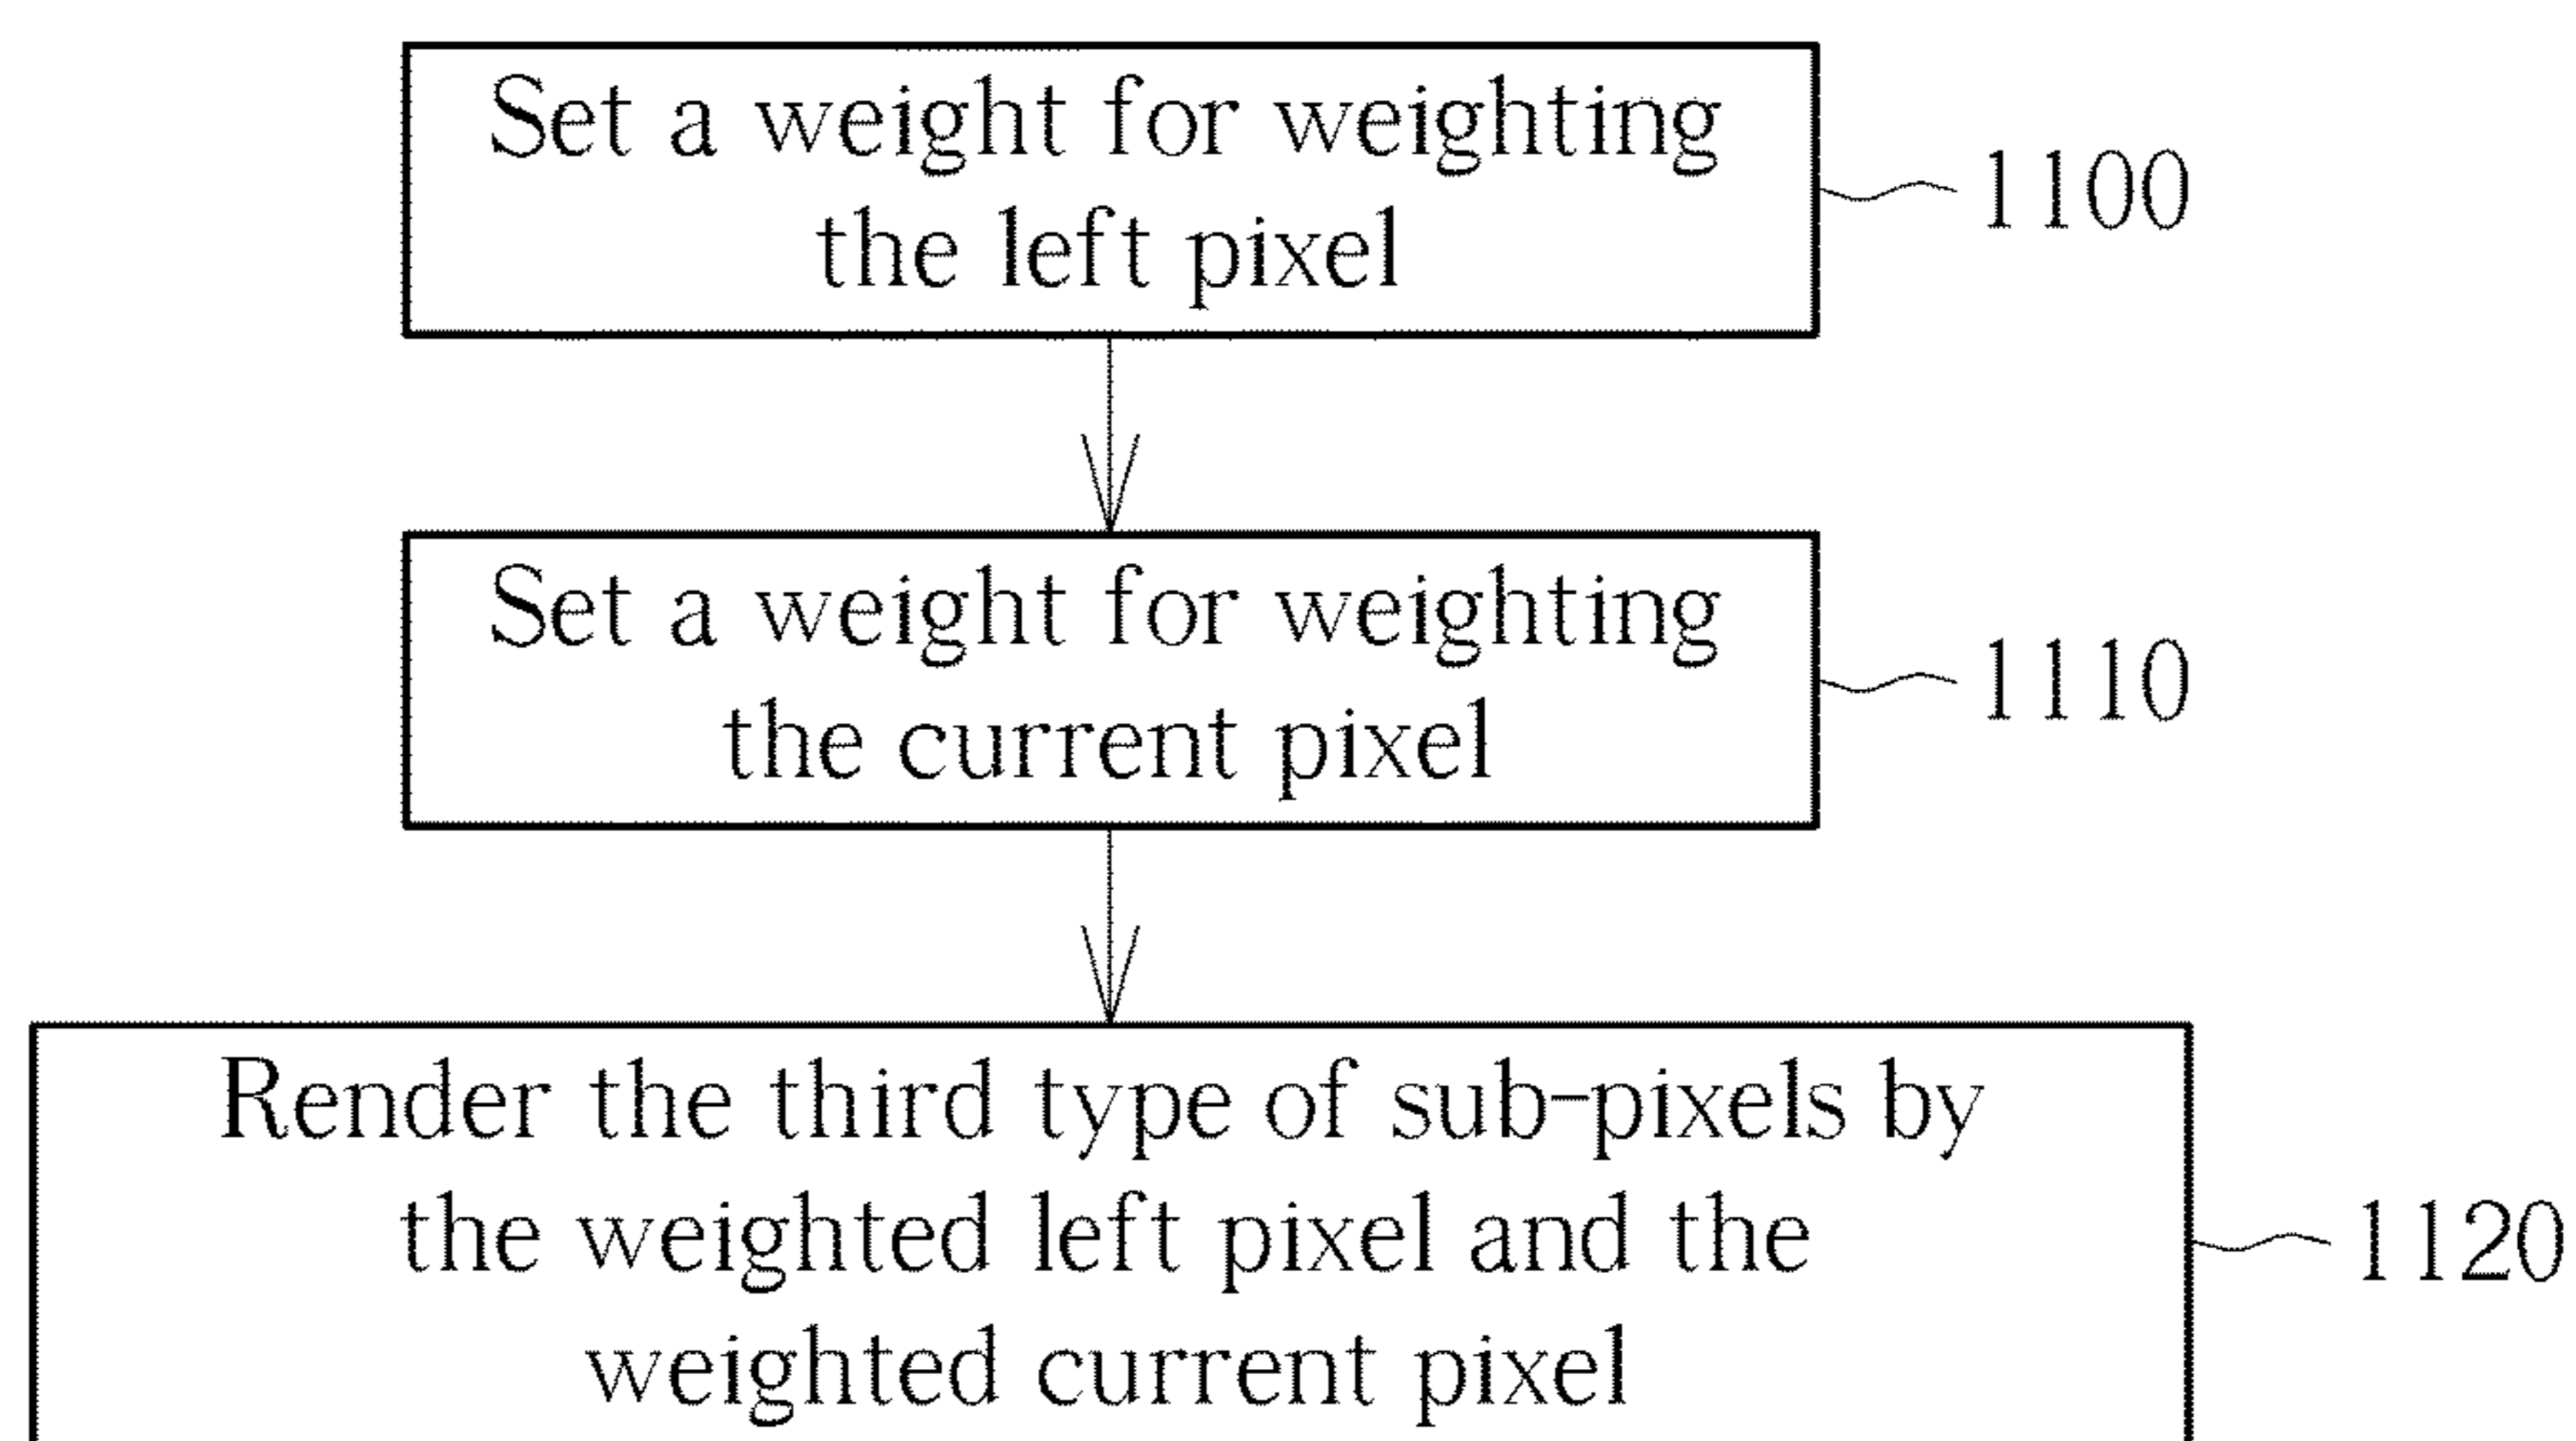 Set a weight for weighting
the left pixel
1100
Set a weight for weighting
the current pixel
1110
Render the third type of sub-pixels by
the weighted left pixel and the
weighted current pixel
1120